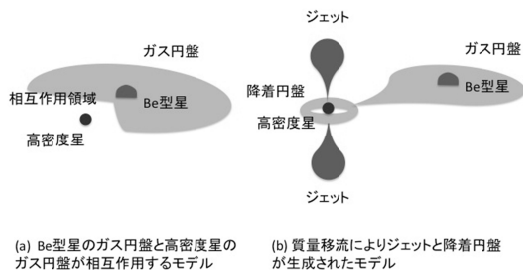 ガス円盤
相互作用領域
Be型星
高密度星
(a) Be型星のガス円盤と高密度星の
ガス円盤が相互作用するモデル
ジェット
ガス円盤
降着円盤
Be型星
高密度星
ジェット
(b) 質量移流によりジェットと降着円盤
が生成されたモデル